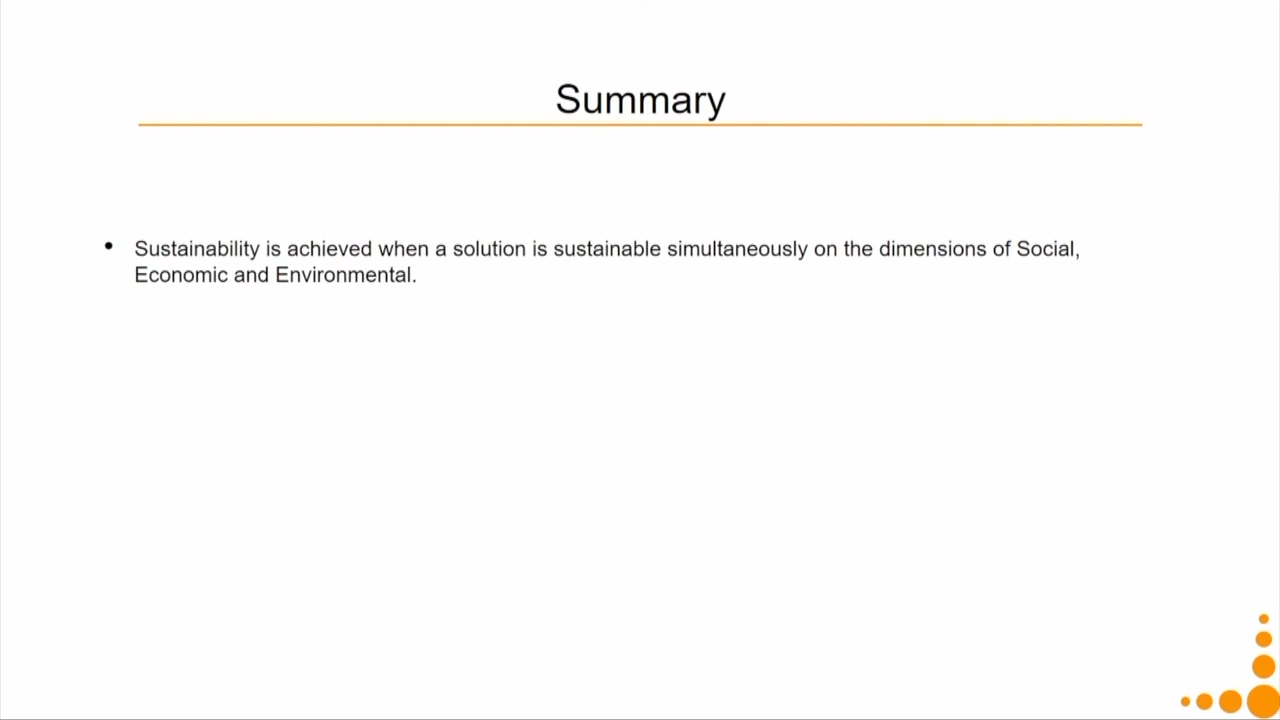 Summary
• Sustainability is achieved when a solution is sustainable simultaneously on the dimensions of Social,
Economic and Environmental.